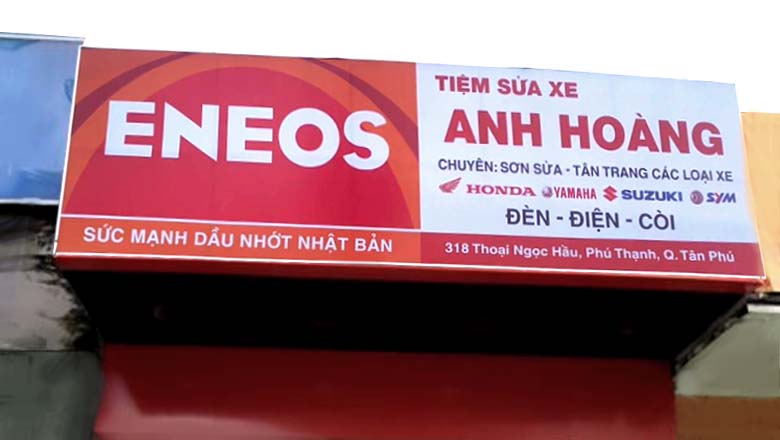 ENEOS
SỨC MẠNH DẦU NHỚT NHẬT BẢN
TIỆM SỬA XE
ANH HOÀNG
CHUYÊN: SƠN SỬA - TÂN TRANG CÁC LOẠI XE
HONDA YAMAHA SUZUKI SYM
ĐÈN - ĐIỆN - CÒI
318 Thoại Ngọc Hầu, Phú Thạnh, Q. Tân Phú